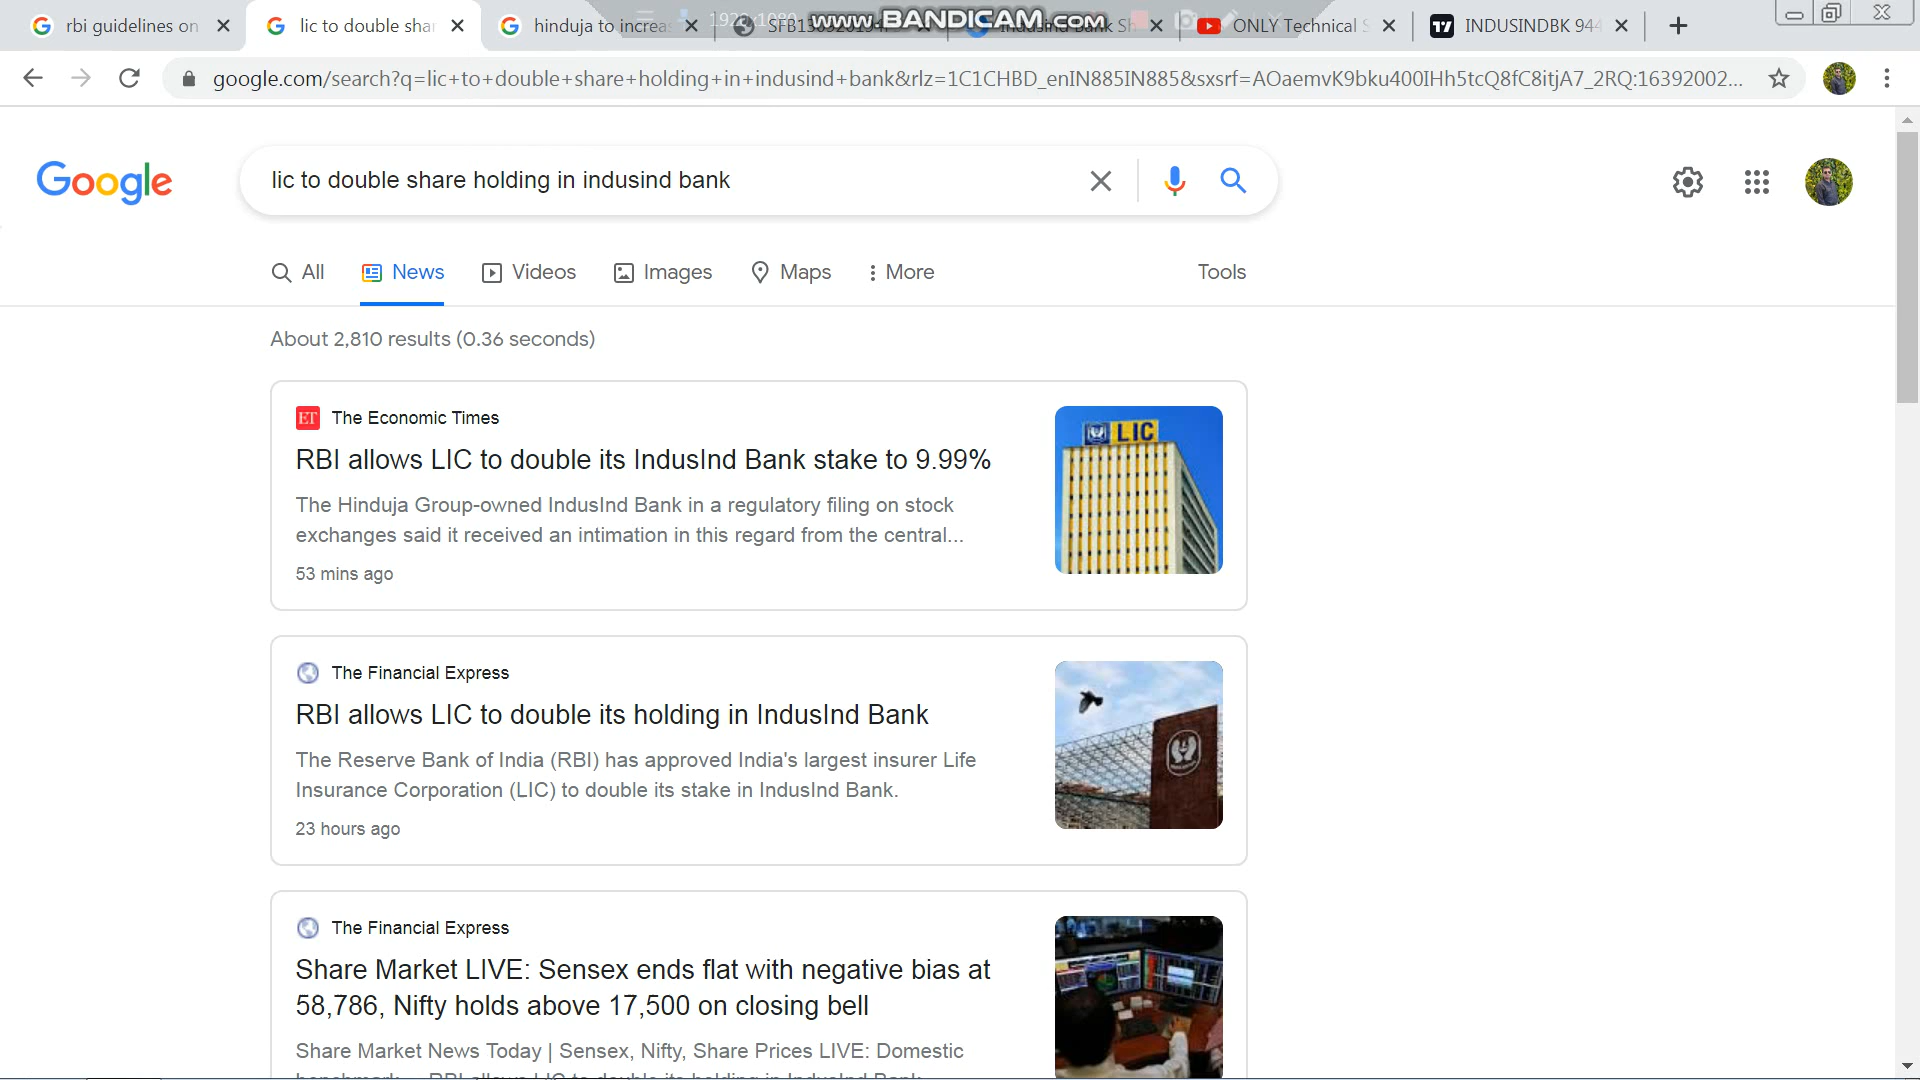 rbi guidelines on
lic to double shar
hinduja to increa
1920x1080
www.BANDICAM.com
ONLY Technical S
INDUSINDBK 944
google.com/search?q=lic+to+double+share+holding+in+indusind+bank&rlz=1C1CHBD_enIN885IN885&sxsrf=AOaemvK9bku400IHh5tcQ8fC8itjA7_2RQ:16392002...
Google
lic to double share holding in indusind bank
All
News
Videos
Images
Maps
More
Tools
About 2,810 results (0.36 seconds)
ET The Economic Times
LIC
RBI allows LIC to double its IndusInd Bank stake to 9.99%
The Hinduja Group-owned IndusInd Bank in a regulatory filing on stock
exchanges said it received an intimation in this regard from the central...
53 mins ago
The Financial Express
RBI allows LIC to double its holding in IndusInd Bank
The Reserve Bank of India (RBI) has approved India's largest insurer Life
Insurance Corporation (LIC) to double its stake in IndusInd Bank.
23 hours ago
The Financial Express
Share Market LIVE: Sensex ends flat with negative bias at
58,786, Nifty holds above 17,500 on closing bell
Share Market News Today | Sensex, Nifty, Share Prices LIVE: Domestic